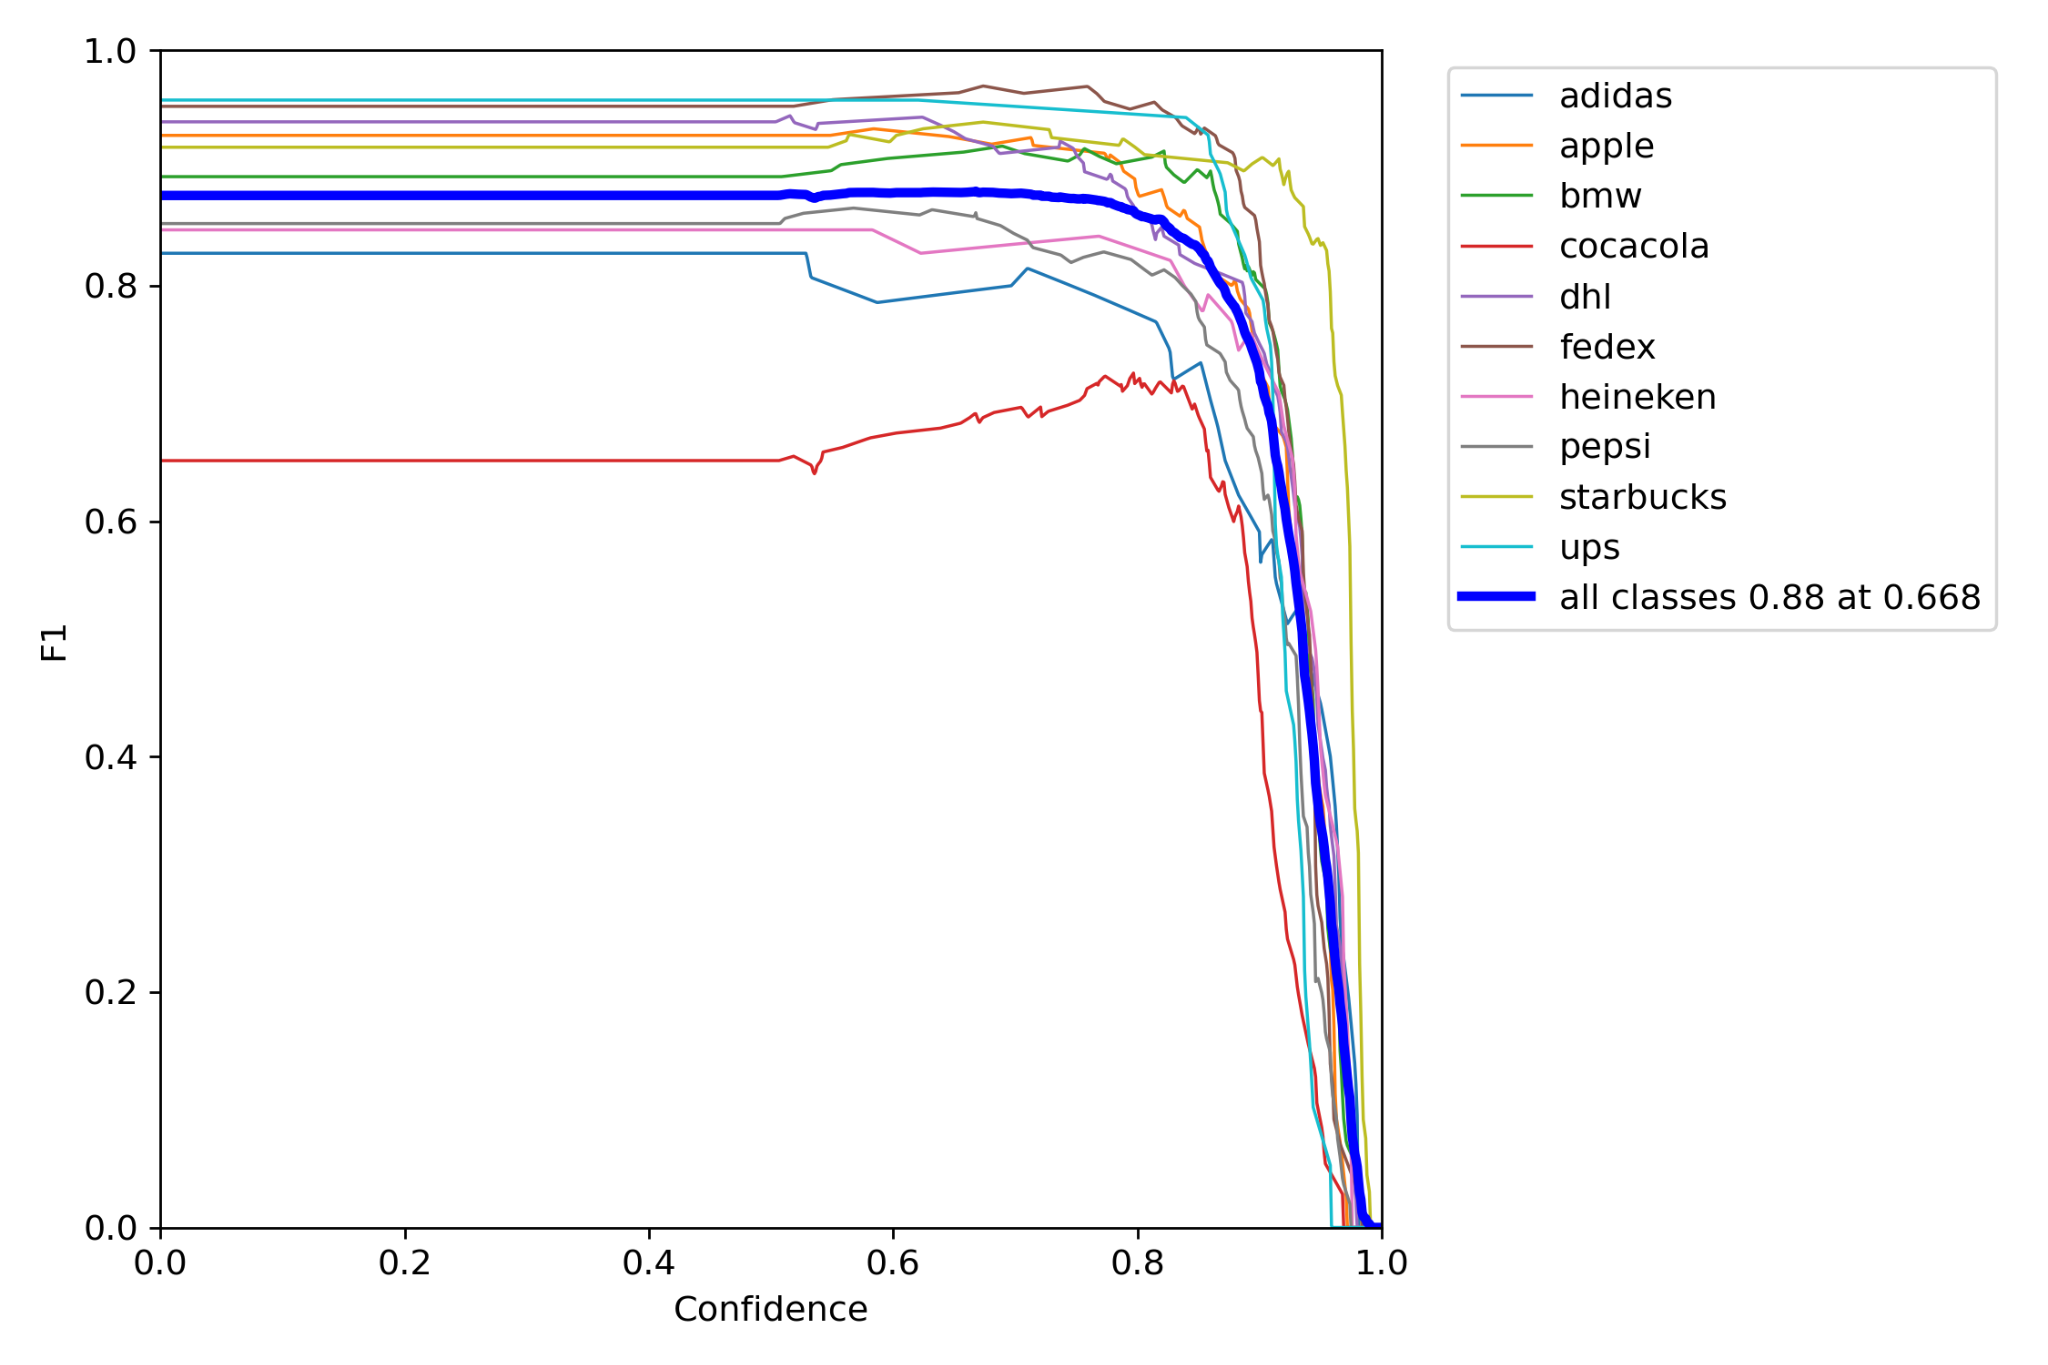 1.0
0.8
0.6
0.4
0.2
0.0
F1
0.0 0.2 0.4 0.6 0.8 1.0
Confidence
adidas
apple
bmw
cocacola
dhl
fedex
heineken
pepsi
starbucks
ups
all classes 0.88 at 0.668